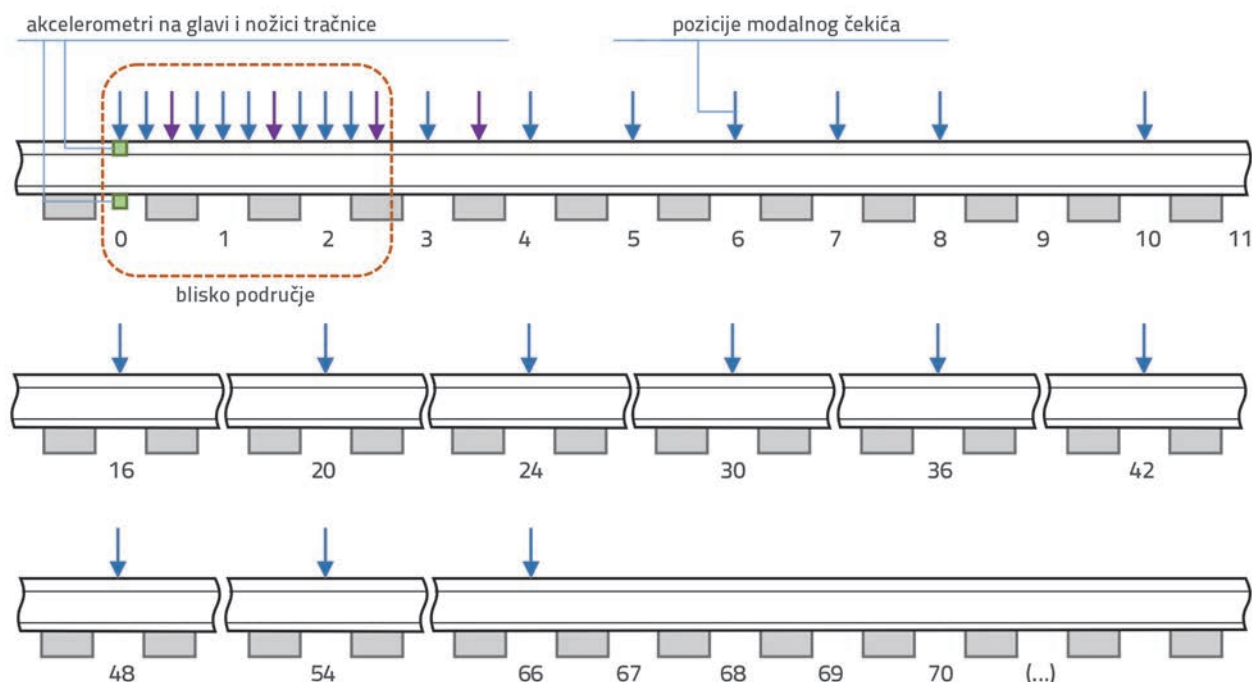 akcelerometri na glavi i nožici tračnice
pozicije modalnog čekića
0 1 2 3 4 5 6 7 8 9 10 11
blisko područje
16 20 24 30 36 42
48 54 66 67 68 69 70 (...)